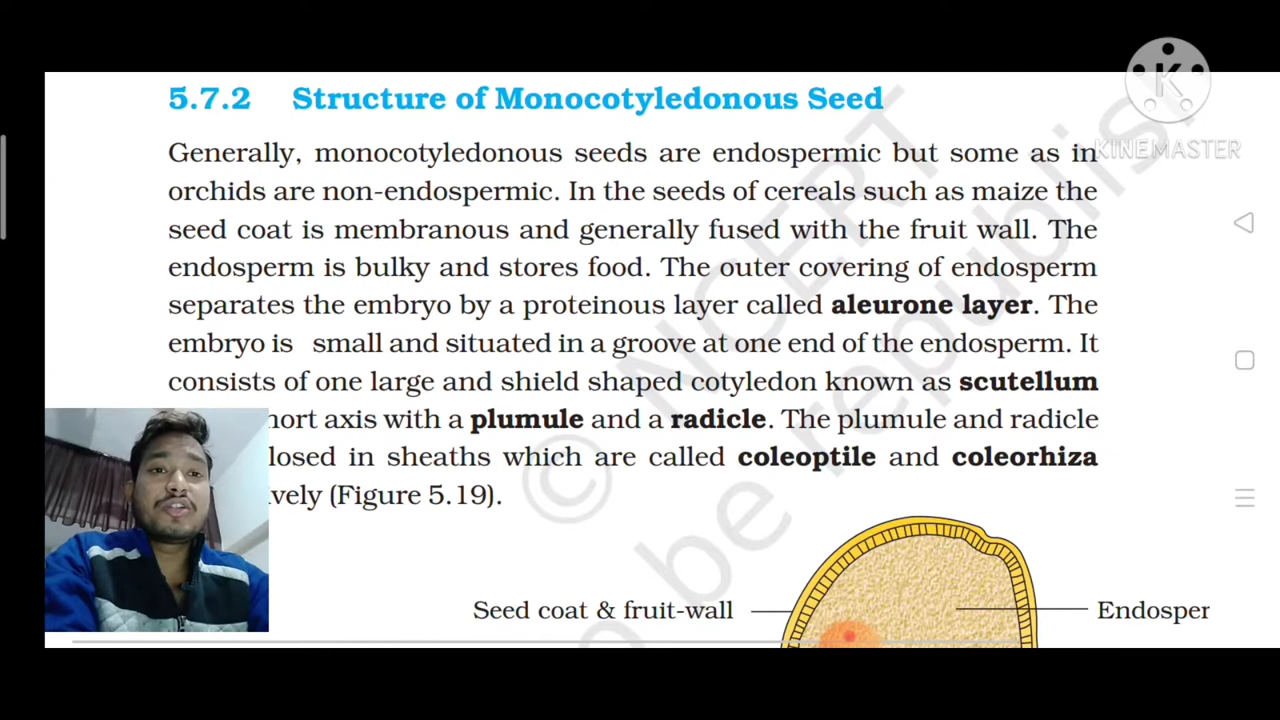 5.7.2 Structure of Monocotyledonous Seed
KINEMASTER
Generally, monocotyledonous seeds are endospermic but some as in
orchids are non-endospermic. In the seeds of cereals such as maize the
seed coat is membranous and generally fused with the fruit wall. The
endosperm is bulky and stores food. The outer covering of endosperm
separates the embryo by a proteinous layer called aleurone layer. The
embryo is small and situated in a groove at one end of the endosperm. It
consists of one large and shield shaped cotyledon known as scutellum
hort axis with a plumule and a radicle. The plumule and radicle
losed in sheaths which are called coleoptile and coleorhiza
ively (Figure 5.19).
© NCERT
be republish
Seed coat & fruit-wall
Endosper